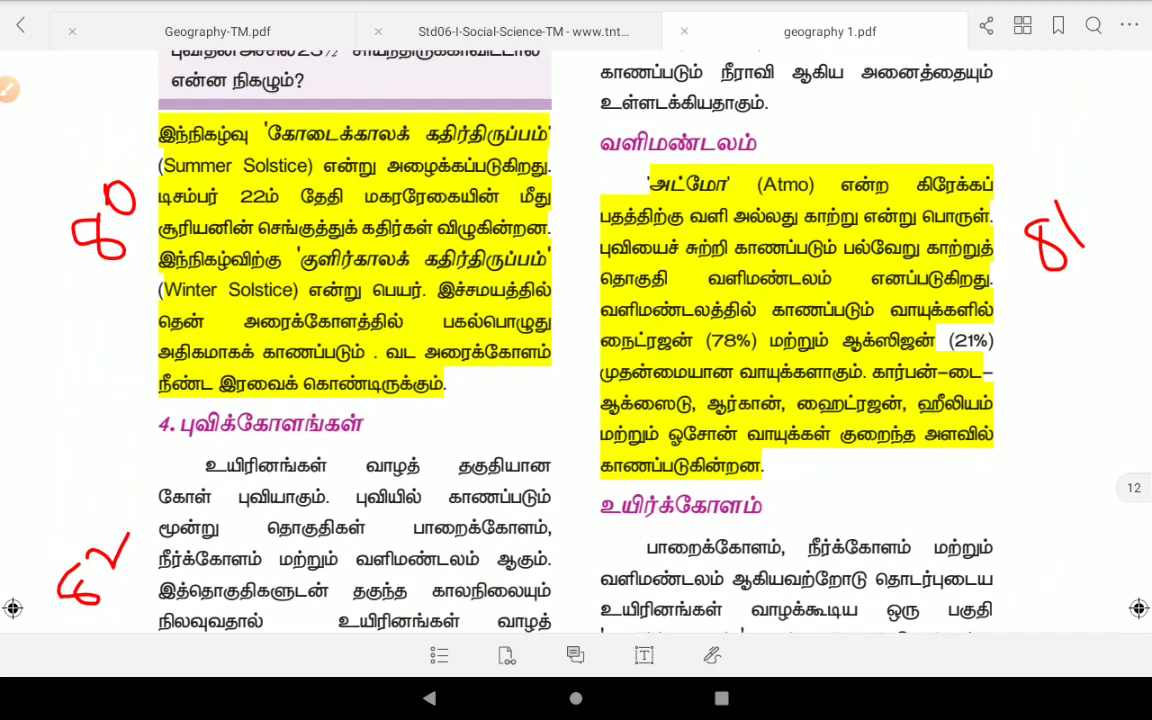 Geography-TM.pdf
Std06-I-Social-Science-TM - www.tnt...
geography 1.pdf
என்ன நிகழும்?
இந்நிகழ்வு 'கோடைக்காலக் கதிர்திருப்பம்'
(Summer Solstice) என்று அழைக்கப்படுகிறது.
டிசம்பர் 22ம் தேதி மகரரேகையின் மீது
சூரியனின் செங்குத்துக் கதிர்கள் விழுகின்றன.
இந்நிகழ்விற்கு 'குளிர்காலக் கதிர்திருப்பம்'
(Winter Solstice) என்று பெயர். இச்சமயத்தில்
தென் அரைக்கோளத்தில் பகல்பொழுது
அதிகமாகக் காணப்படும் . வட அரைக்கோளம்
நீண்ட இரவைக் கொண்டிருக்கும்.
80
4. புவிக்கோளங்கள்
உயிரினங்கள் வாழத் தகுதியான
கோள் புவியாகும். புவியில் காணப்படும்
மூன்று தொகுதிகள் பாறைக்கோளம்,
நீர்க்கோளம் மற்றும் வளிமண்டலம் ஆகும்.
இத்தொகுதிகளுடன் தகுந்த காலநிலையும்
நிலவுவதால் உயிரினங்கள் வாழத்
காணப்படும் நீராவி ஆகிய அனைத்தையும்
உள்ளடக்கியதாகும்.
வளிமண்டலம்
'அட்மோ' (Atmo) என்ற கிரேக்கப்
பதத்திற்கு வளி அல்லது காற்று என்று பொருள்.
புவியைச் சுற்றி காணப்படும் பல்வேறு காற்றுத்
தொகுதி வளிமண்டலம் எனப்படுகிறது.
வளிமண்டலத்தில் காணப்படும் வாயுக்களில்
நைட்ரஜன் (78%) மற்றும் ஆக்ஸிஜன் (21%)
முதன்மையான வாயுக்களாகும். கார்பன்-டை-
ஆக்ஸைடு, ஆர்கான், ஹைட்ரஜன், ஹீலியம்
மற்றும் ஓசோன் வாயுக்கள் குறைந்த அளவில்
காணப்படுகின்றன.
81
உயிர்க்கோளம்
பாறைக்கோளம், நீர்க்கோளம் மற்றும்
வளிமண்டலம் ஆகியவற்றோடு தொடர்புடைய
உயிரினங்கள் வாழக்கூடிய ஒரு பகுதி
12